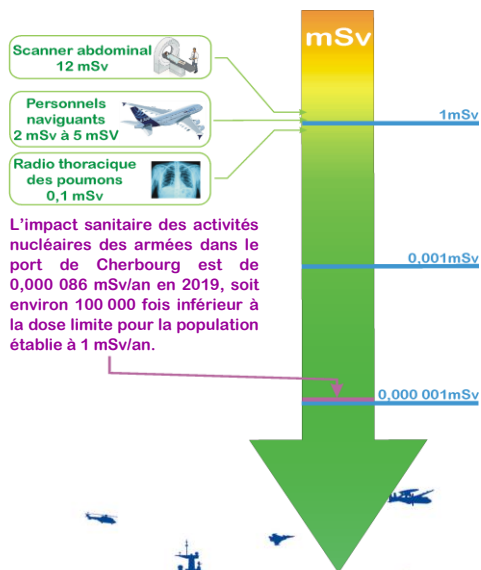 mSv
Scanner abdominal
12 mSv
1mSv
Personnels
naviguants
2 mSv à 5 mSV
Radio thoracique
des poumons
0,1 mSv
L’impact sanitaire des activités
nucléaires des armées dans le
port de Cherbourg est de
0,000 086 mSv/an en 2019, soit
environ 100 000 fois inférieur à
la dose limite pour la population
établie à 1 mSv/an.
0,001mSv
0,000 001mSv